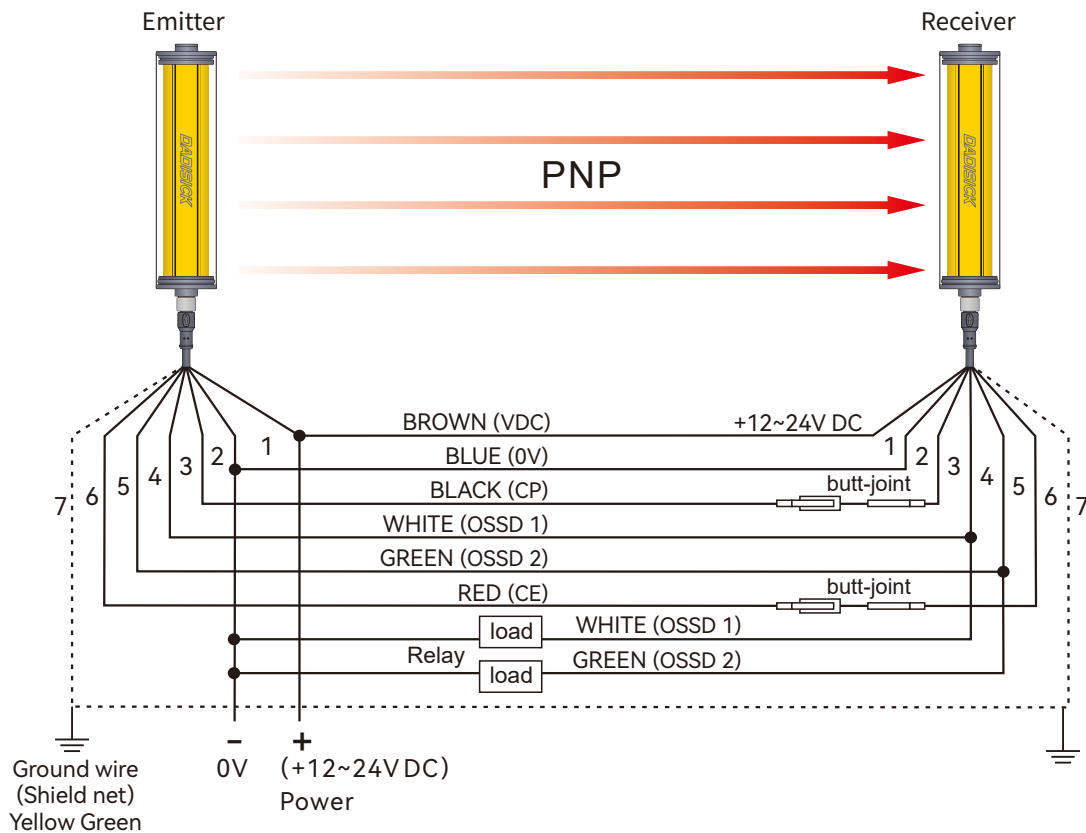 Emitter
Receiver
DADISICK
DADISICK
PNP
BROWN (VDC)
+12~24V DC
1
1
BLUE (0V)
2
2
BLACK (CP)
butt-joint
3
3
WHITE (OSSD 1)
4
4
GREEN (OSSD 2)
5
5
RED (CE)
butt-joint
6
6
7
7
load
WHITE (OSSD 1)
Relay
load
GREEN (OSSD 2)
-
+
0V
(+12~24V DC)
Power
Ground wire
(Shield net)
Yellow Green